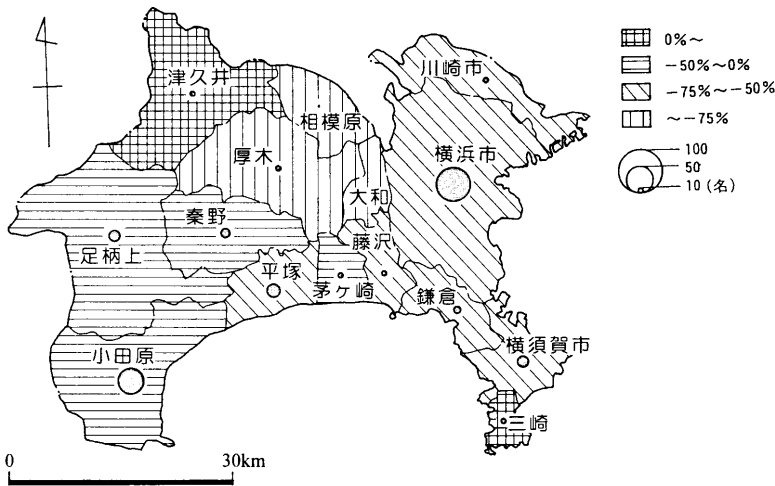 津久井
相模原
川崎市
厚木
横浜市
大和
秦野
足柄上
藤沢
平塚
茅ヶ崎
鎌倉
小田原
横須賀市
三崎
0
30km
0%～
-50%～0%
-75%～-50%
～-75%
100
50
10(名)